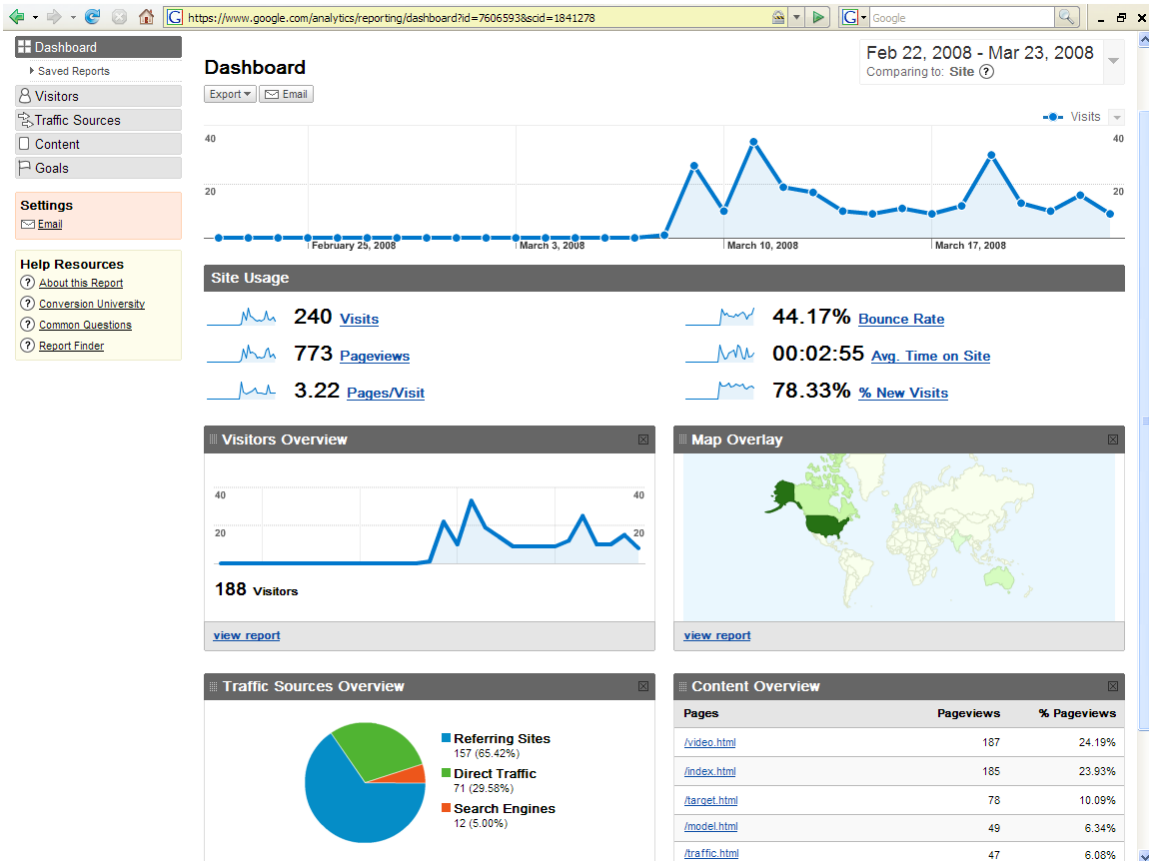 https://www.google.com/analytics/reporting/dashboard?id=7606593&scid=1841278
Google
Dashboard
Saved Reports
Visitors
Traffic Sources
Content
Goals
Settings
Email
Help Resources
About this Report
Conversion University
Common Questions
Report Finder
Dashboard
Export
Email
Feb 22, 2008 - Mar 23, 2008
Comparing to: Site
Visits
40 40
20 20
February 25, 2008 March 3, 2008 March 10, 2008 March 17, 2008
Site Usage
240 Visits
773 Pageviews
3.22 Pages/Visit
44.17% Bounce Rate
00:02:55 Avg. Time on Site
78.33% % New Visits
Visitors Overview
40 40
20 20
188 Visitors
view report
Map Overlay
view report
Traffic Sources Overview
Referring Sites
157 (65.42%)
Direct Traffic
71 (29.58%)
Search Engines
12 (5.00%)
Content Overview
Pages Pageviews % Pageviews
/video.html 187 24.19%
/index.html 185 23.93%
/target.html 78 10.09%
/model.html 49 6.34%
/traffic.html 47 6.08%